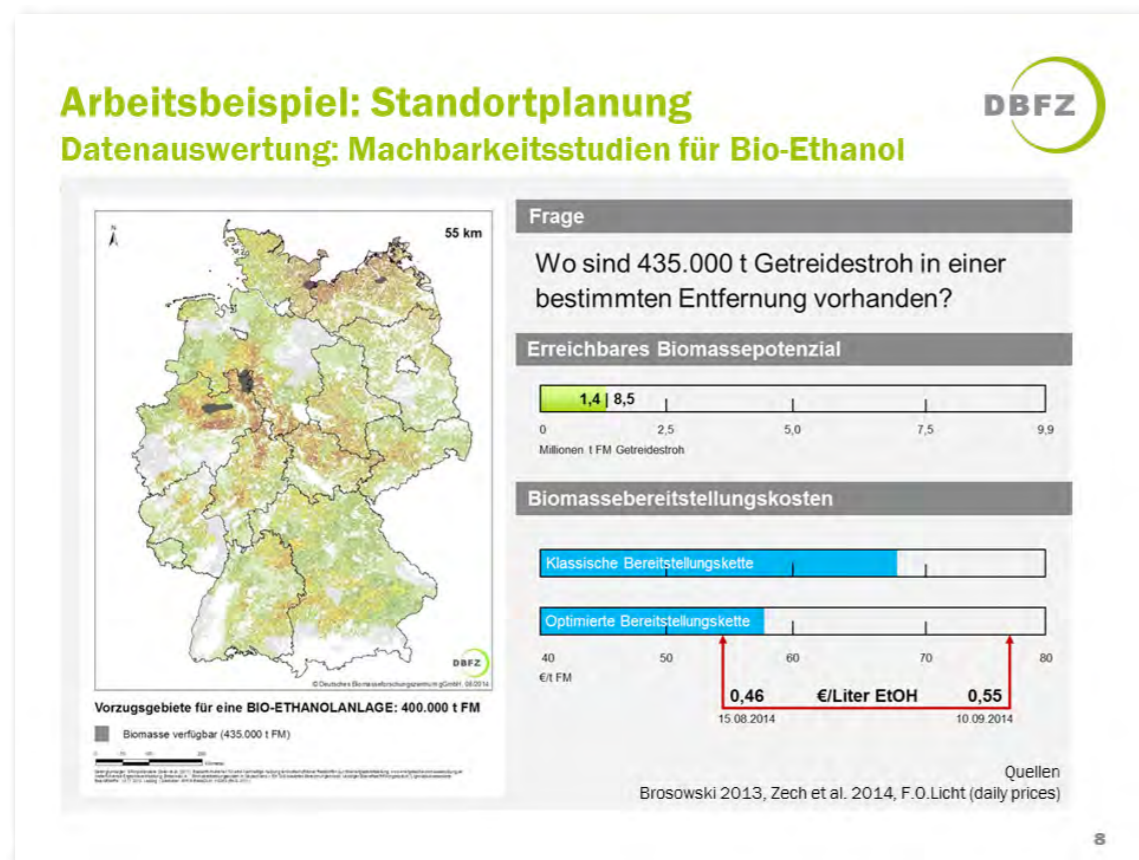 Arbeitsbeispiel: Standortplanung
Datenauswertung: Machbarkeitsstudien für Bio-Ethanol
DBFZ
55 km
DBFZ
© Deutsches Biomasseforschungszentrum gGmbH, 08/2014
Vorzugsgebiete für eine BIO-ETHANOLANLAGE: 400.000 t FM
Biomasse verfügbar (435.000 t FM)
Frage
Wo sind 435.000 t Getreidestroh in einer
bestimmten Entfernung vorhanden?
Erreichbares Biomassepotenzial
1,4 | 8,5
0 2,5 5,0 7,5 9,9
Millionen t FM Getreidestroh
Biomassebereitstellungskosten
Klassische Bereitstellungskette
Optimierte Bereitstellungskette
40 50 60 70 80
€/t FM
0,46 €/Liter EtOH 0,55
15.08.2014 10.09.2014
Quellen
Brosowski 2013, Zech et al. 2014, F.O.Licht (daily prices)
8